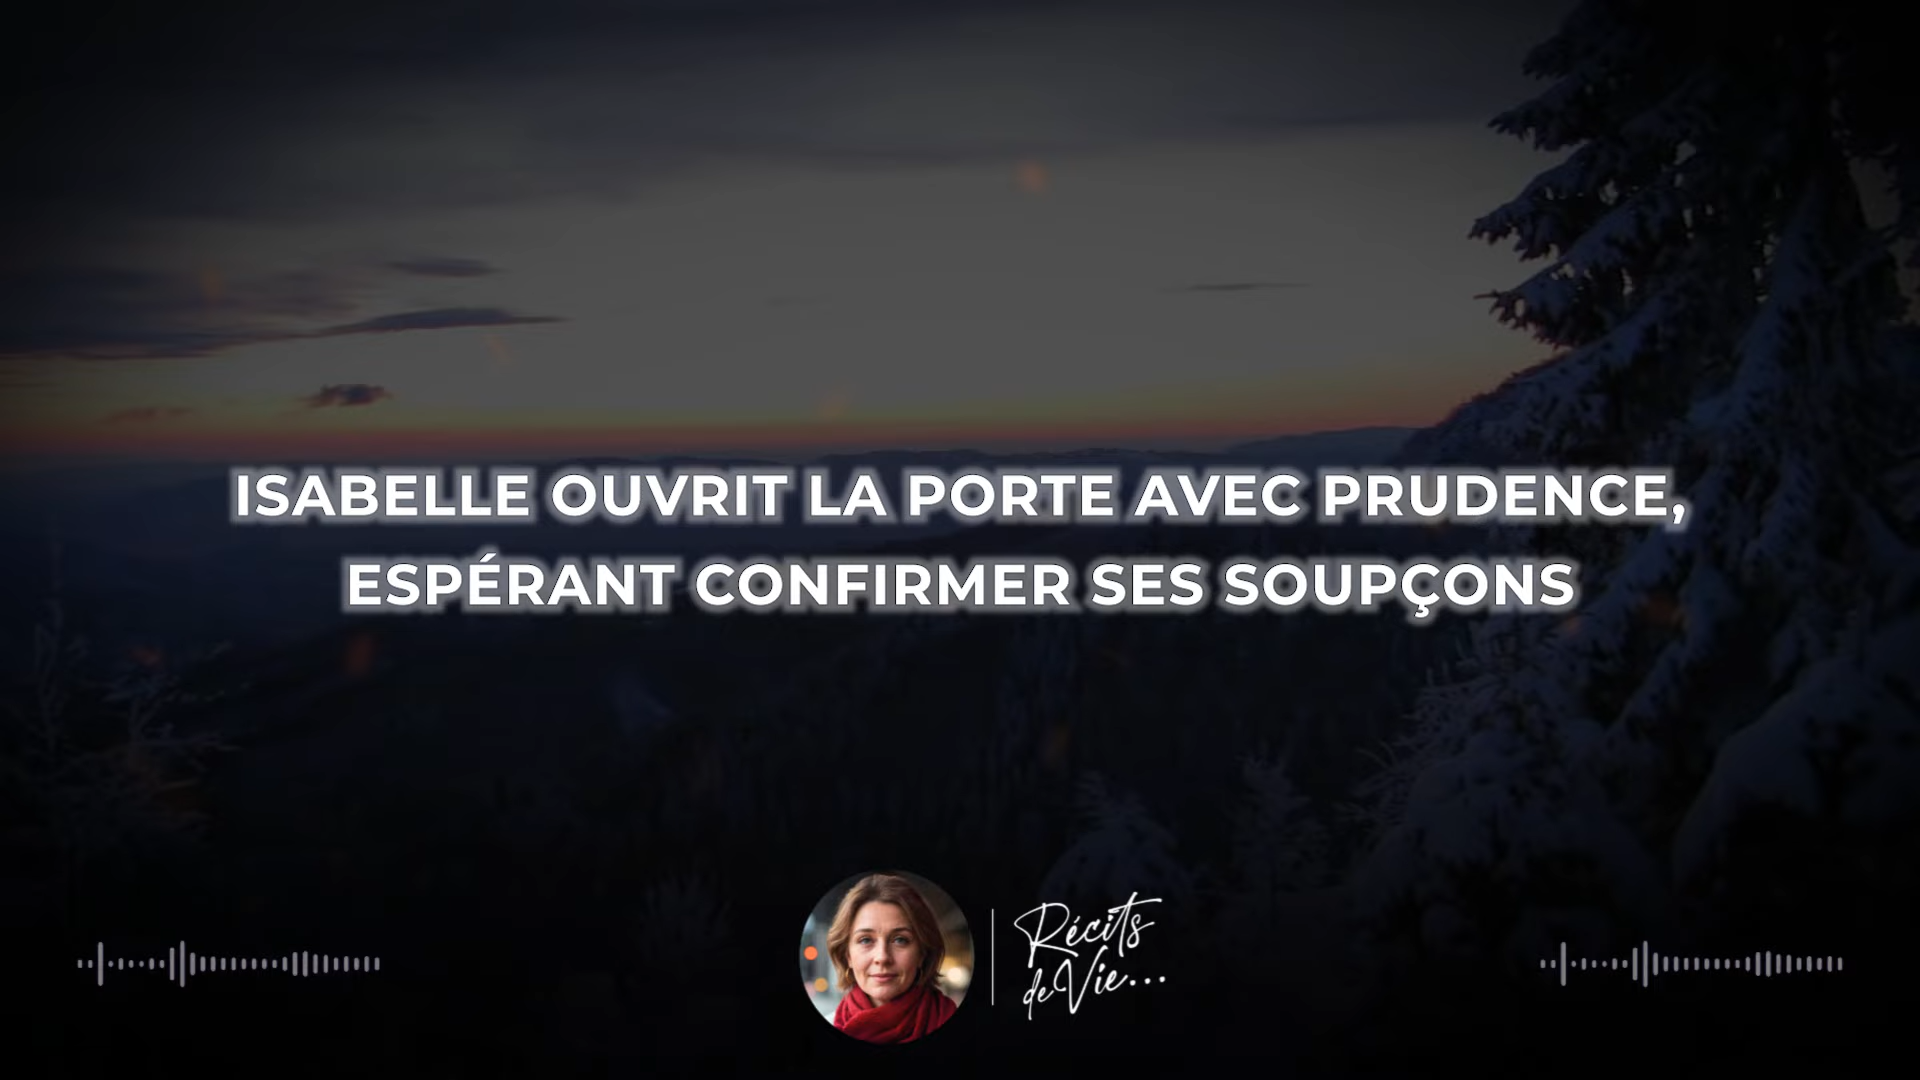 ISABELLE OUVRIT LA PORTE AVEC PRUDENCE,
ESPÉRANT CONFIRMER SES SOUPÇONS
Récits
de Vie...